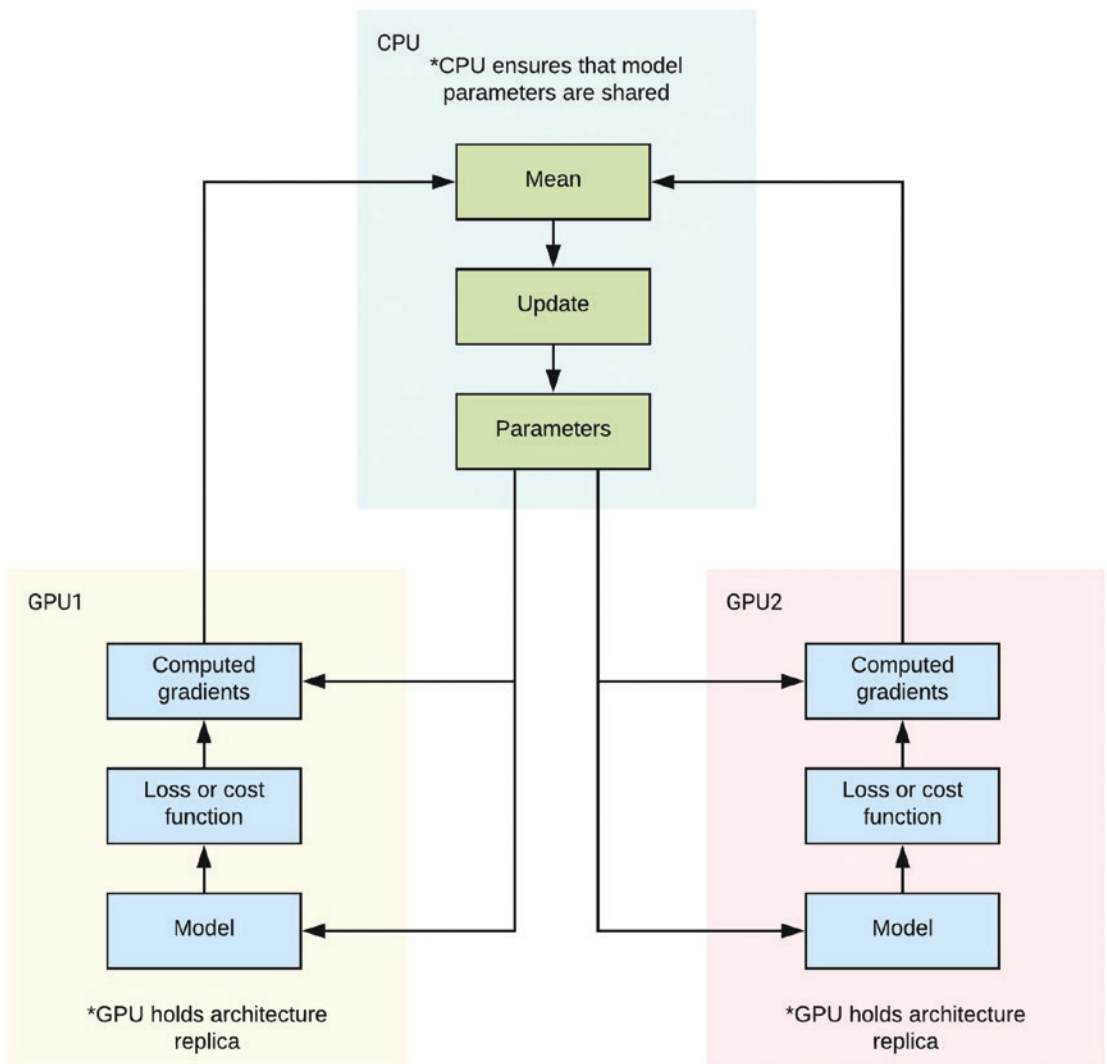 CPU
*CPU ensures that model
parameters are shared
Mean
Update
Parameters
GPU1
Computed
gradients
Loss or cost
function
Model
*GPU holds architecture
replica
GPU2
Computed
gradients
Loss or cost
function
Model
*GPU holds architecture
replica